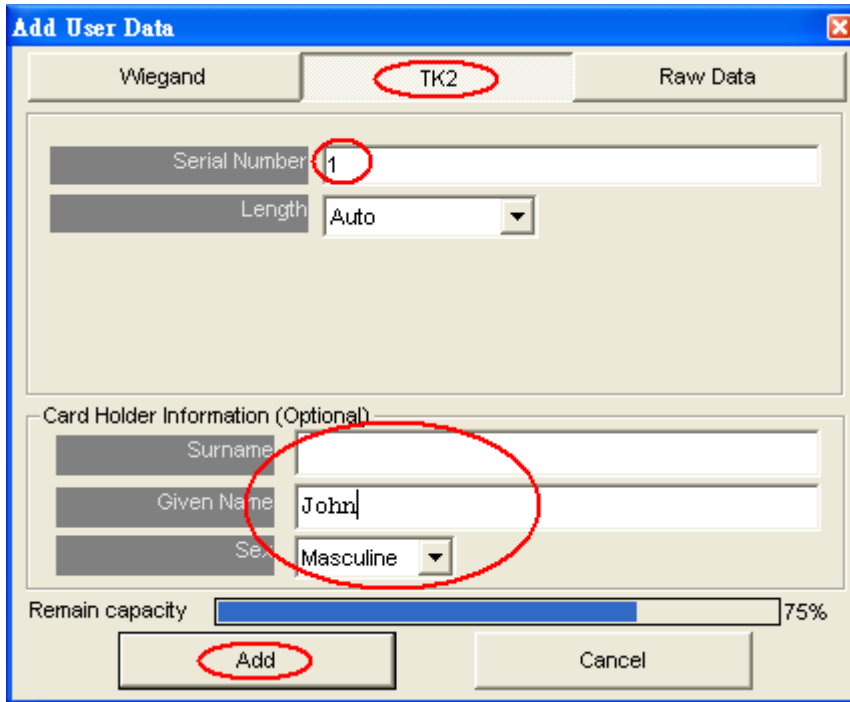 Add User Data
Wiegand TK2 Raw Data
Serial Number 1
Length Auto
Card Holder Information (Optional)
Surname
Given Name John
Sex Masculine
Remain capacity 75%
Add Cancel